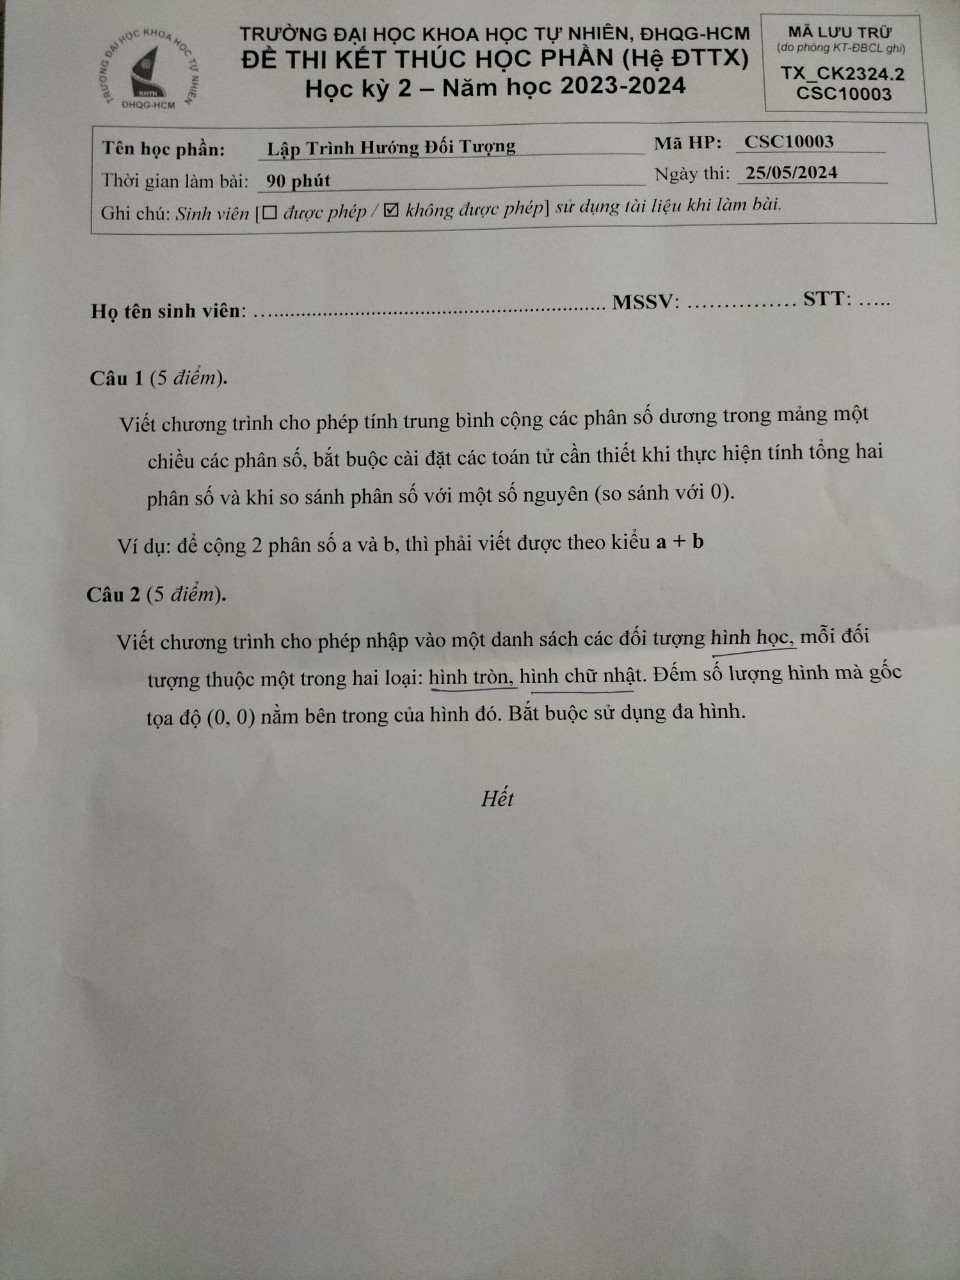 TRƯỜNG ĐẠI HỌC KHOA HỌC TỰ NHIÊN
KHTN
ĐHQG-HCM
TRƯỜNG ĐẠI HỌC KHOA HỌC TỰ NHIÊN, ĐHQG-HCM
ĐỀ THI KẾT THÚC HỌC PHẦN (Hệ ĐTTX)
Học kỳ 2 – Năm học 2023-2024
MÃ LƯU TRỮ
(do phòng KT-ĐBCL ghi)
TX_CK2324.2
CSC10003
Tên học phần: Lập Trình Hướng Đối Tượng Mã HP: CSC10003
Thời gian làm bài: 90 phút Ngày thi: 25/05/2024
Ghi chú: Sinh viên [☐ được phép / ☑ không được phép] sử dụng tài liệu khi làm bài.
Họ tên sinh viên: ............................................................. MSSV: ............... STT: .....
Câu 1 (5 điểm).
Viết chương trình cho phép tính trung bình cộng các phân số dương trong mảng một
chiều các phân số, bắt buộc cài đặt các toán tử cần thiết khi thực hiện tính tổng hai
phân số và khi so sánh phân số với một số nguyên (so sánh với 0).
Ví dụ: để cộng 2 phân số a và b, thì phải viết được theo kiểu a + b
Câu 2 (5 điểm).
Viết chương trình cho phép nhập vào một danh sách các đối tượng hình học, mỗi đối
tượng thuộc một trong hai loại: hình tròn, hình chữ nhật. Đếm số lượng hình mà gốc
tọa độ (0, 0) nằm bên trong của hình đó. Bắt buộc sử dụng đa hình.
Hết